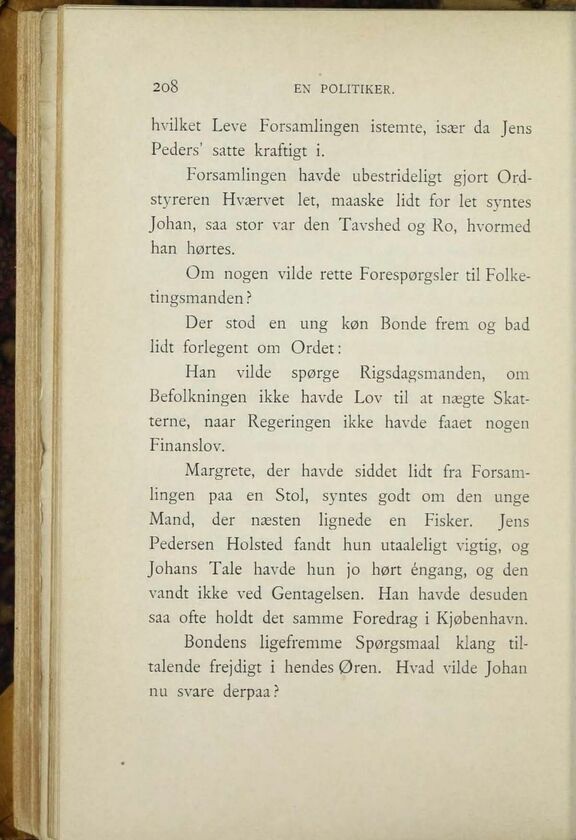 208 EN POLITIKER.
hvilket Leve Forsamlingen istemte, især da Jens
Peders' satte kraftigt i.
Forsamlingen havde ubestrideligt gjort Ord-
styreren Hværvet let, maaske lidt for let syntes
Johan, saa stor var den Tavshed og Ro, hvormed
han hørtes.
Om nogen vilde rette Forespørgsler til Folke-
tingsmanden?
Der stod en ung køn Bonde frem og bad
lidt forlegent om Ordet:
Han vilde spørge Rigsdagsmanden, om
Befolkningen ikke havde Lov til at nægte Skat-
terne, naar Regeringen ikke havde faaet nogen
Finanslov.
Margrete, der havde siddet lidt fra Forsam-
lingen paa en Stol, syntes godt om den unge
Mand, der næsten lignede en Fisker. Jens
Pedersen Holsted fandt hun utaaleligt vigtig, og
Johans Tale havde hun jo hørt éngang, og den
vandt ikke ved Gentagelsen. Han havde desuden
saa ofte holdt det samme Foredrag i Kjøbenhavn.
Bondens ligefremme Spørgsmaal klang til-
talende frejdigt i hendes Øren. Hvad vilde Johan
nu svare derpaa?